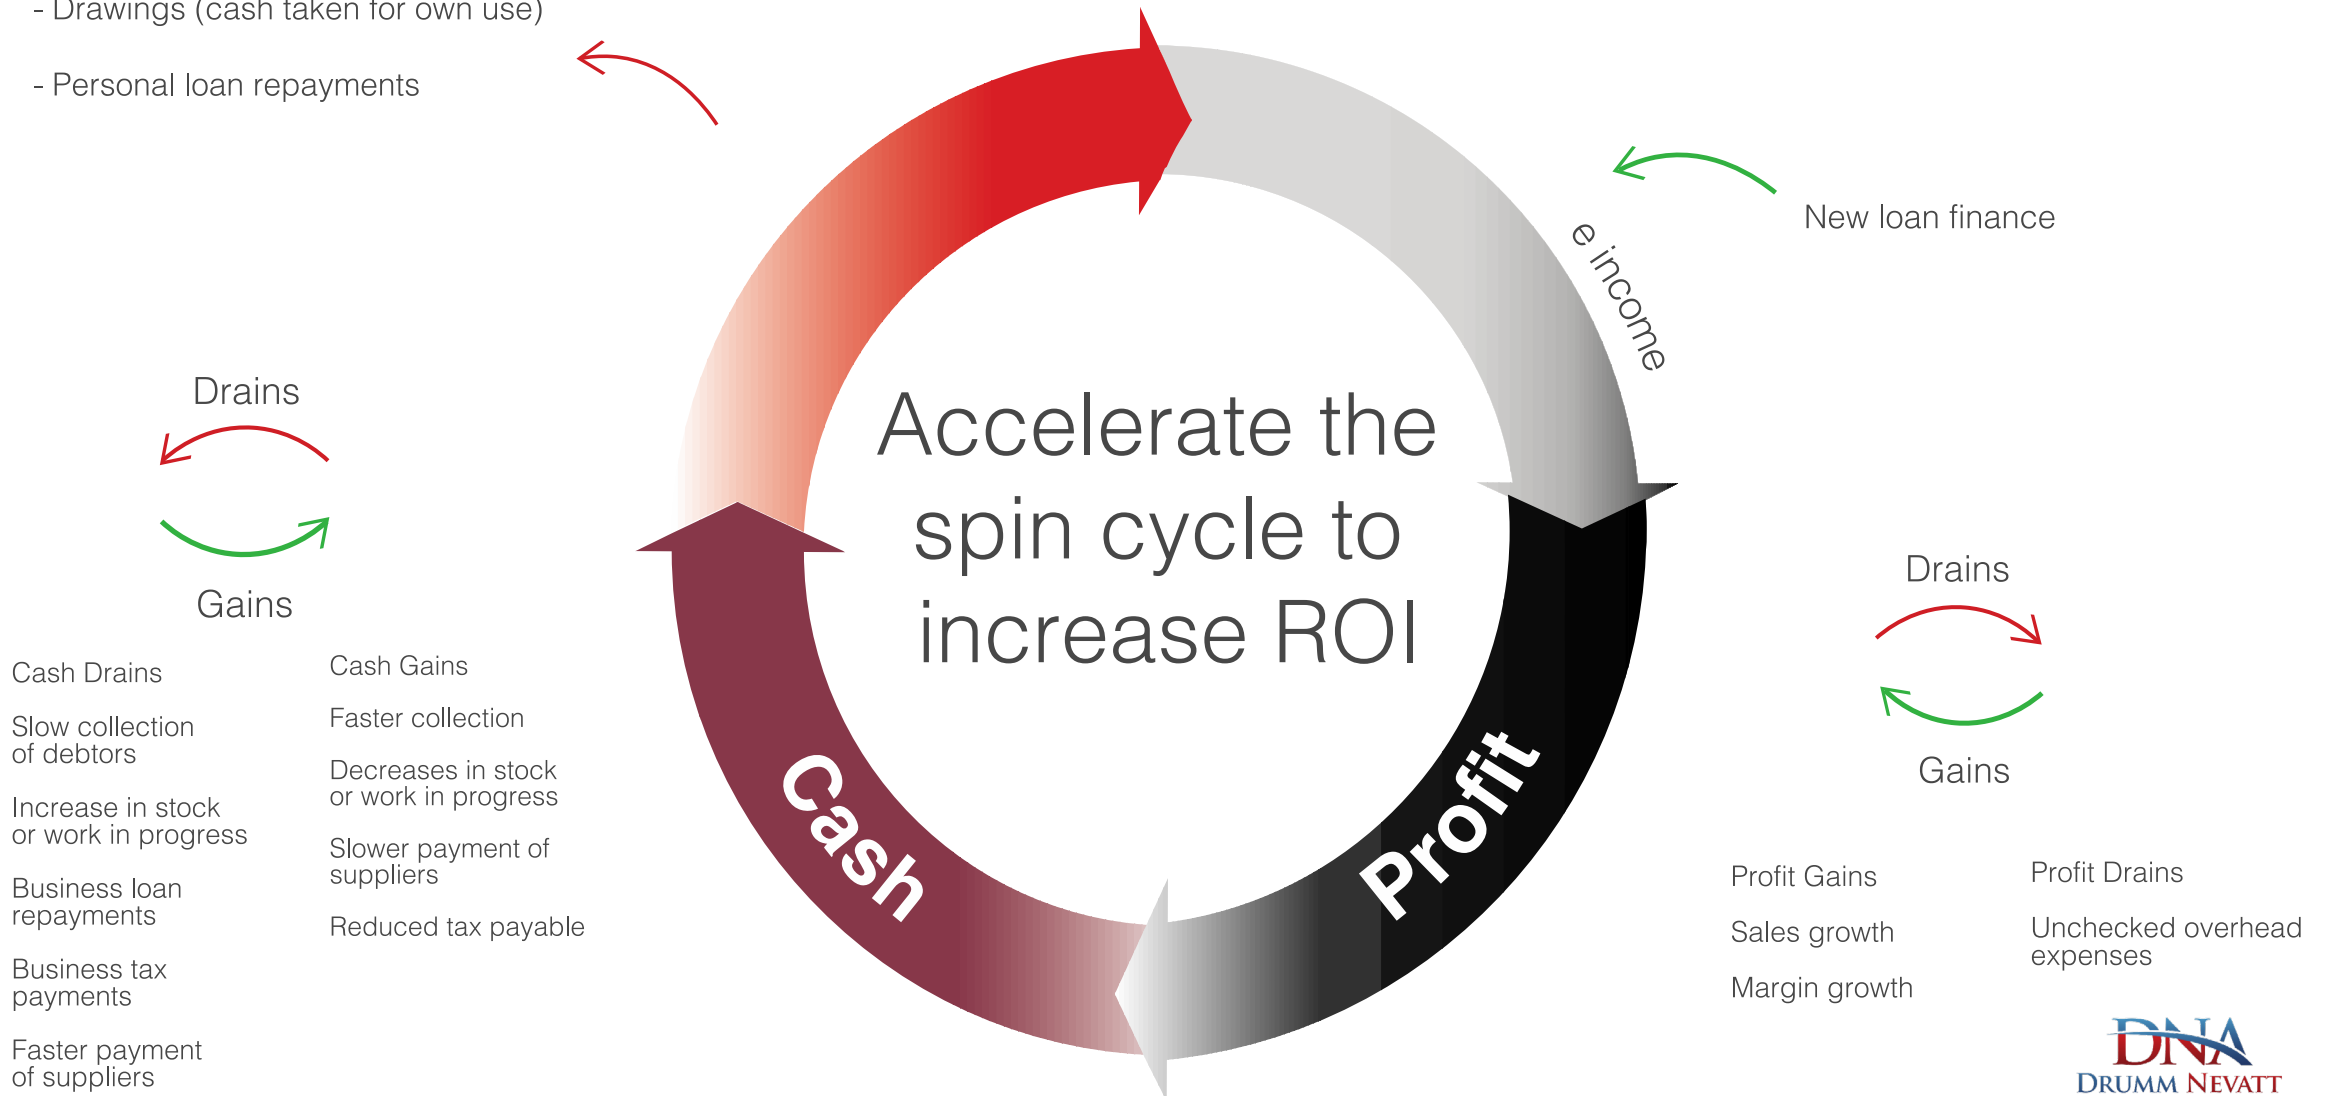 - Drawings (cash taken for own use)
- Personal loan repayments
New loan finance
e income
Accelerate the
spin cycle to
increase ROI
Drains
Gains
Cash Drains
Slow collection
of debtors
Increase in stock
or work in progress
Business loan
repayments
Business tax
payments
Faster payment
of suppliers
Cash Gains
Faster collection
Decreases in stock
or work in progress
Slower payment of
suppliers
Reduced tax payable
Cash
Profit
Drains
Gains
Profit Gains
Sales growth
Margin growth
Profit Drains
Unchecked overhead
expenses
DNA
DRUMM NEVATT